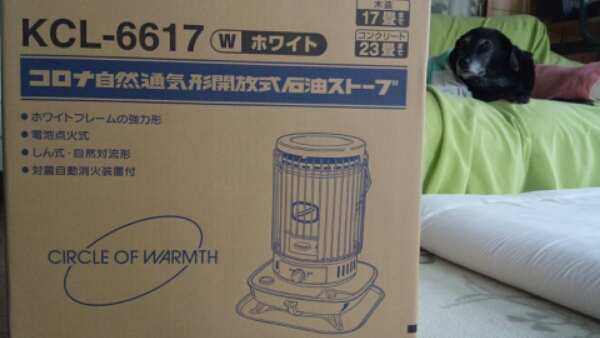 木造
17畳まで
KCL-6617 W ホワイト
コンクリート
23畳まで
コロナ自然通気形開放式石油ストーブ
● ホワイトフレームの強力形
● 電池点火式
● しん式・自然対流形
● 対震自動消火装置付
CIRCLE OF WARMTH